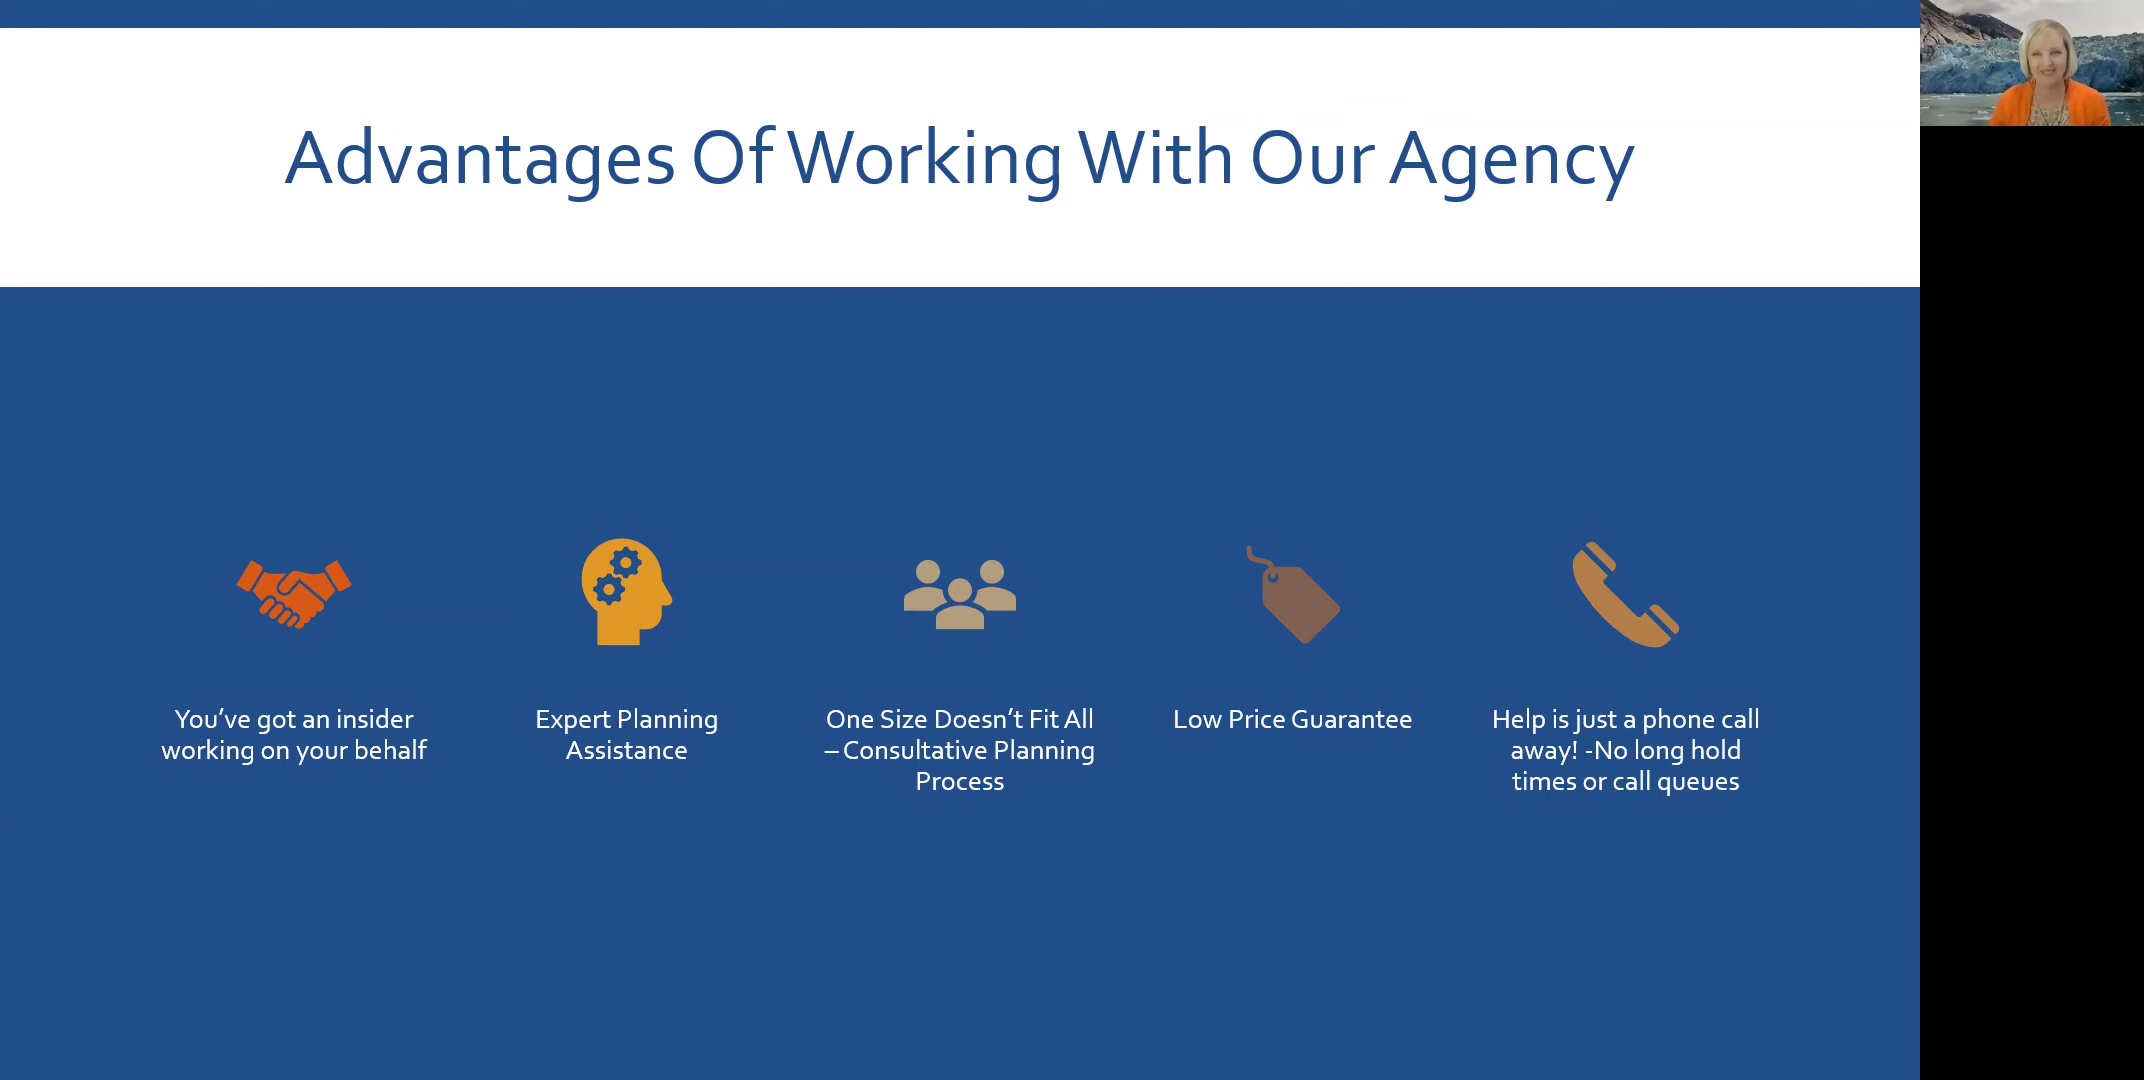 Advantages Of Working With Our Agency
You’ve got an insider
working on your behalf
Expert Planning
Assistance
One Size Doesn’t Fit All
– Consultative Planning
Process
Low Price Guarantee
Help is just a phone call
away! -No long hold
times or call queues